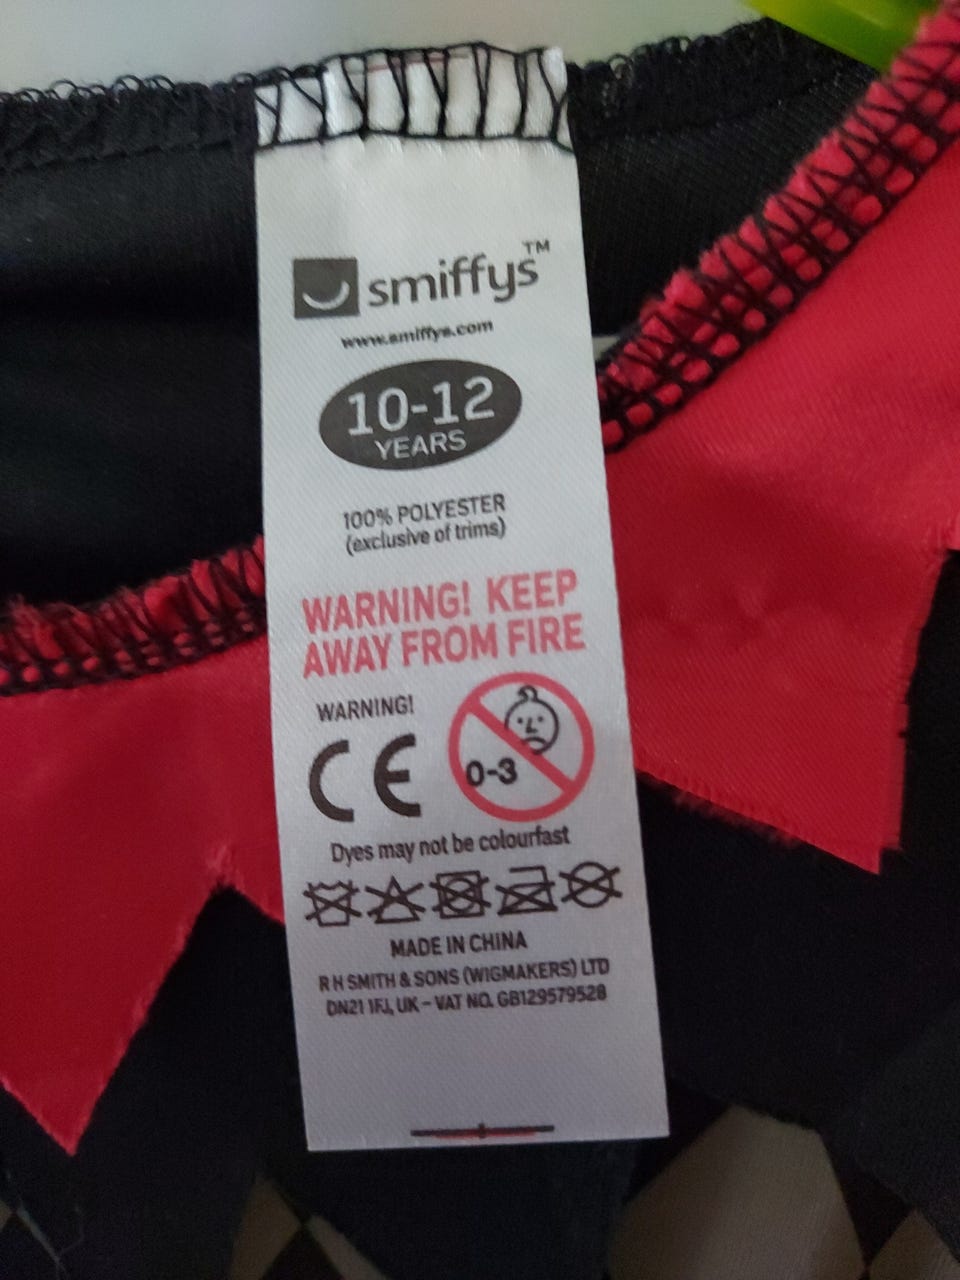 smiffys™
www.smiffys.com
10-12
YEARS
100% POLYESTER
(exclusive of trims)
WARNING! KEEP
AWAY FROM FIRE
WARNING!
CE
0-3
Dyes may not be colourfast
MADE IN CHINA
R H SMITH & SONS (WIGMAKERS) LTD
DN21 1FJ, UK – VAT NO. GB129579528